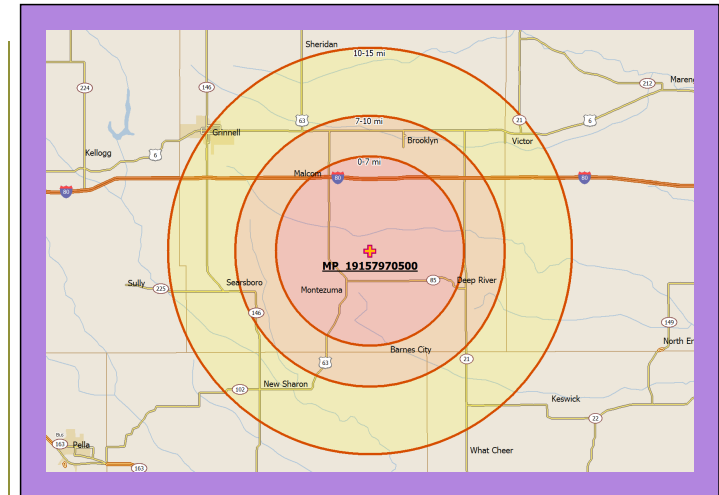 Sheridan
10-15 mi
224
146
212
Mareng
63
7-10 mi
21
6
Grinnell
Brooklyn
Victor
Kellogg
6
0-7 mi
Malcom
80
80
80
MP 19157970500
Sully
225
Searsboro
Montezuma
85
Deep River
146
149
North En
Barnes City
63
21
New Sharon
102
Keswick
22
163
Pella
What Cheer
163